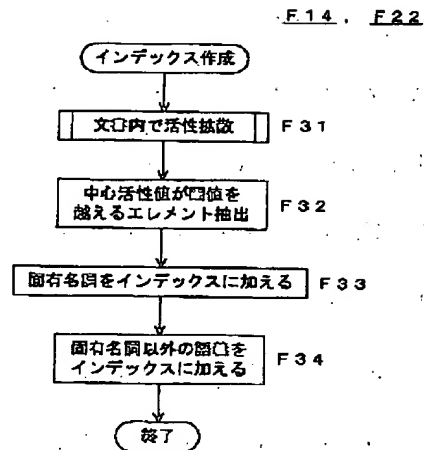 F14, F22
インデックス作成
文書内で活性拡散
F31
中心活性値が閾値を
越えるエレメント抽出
F32
固有名詞をインデックスに加える
F33
固有名詞以外の語彙を
インデックスに加える
F34
終了